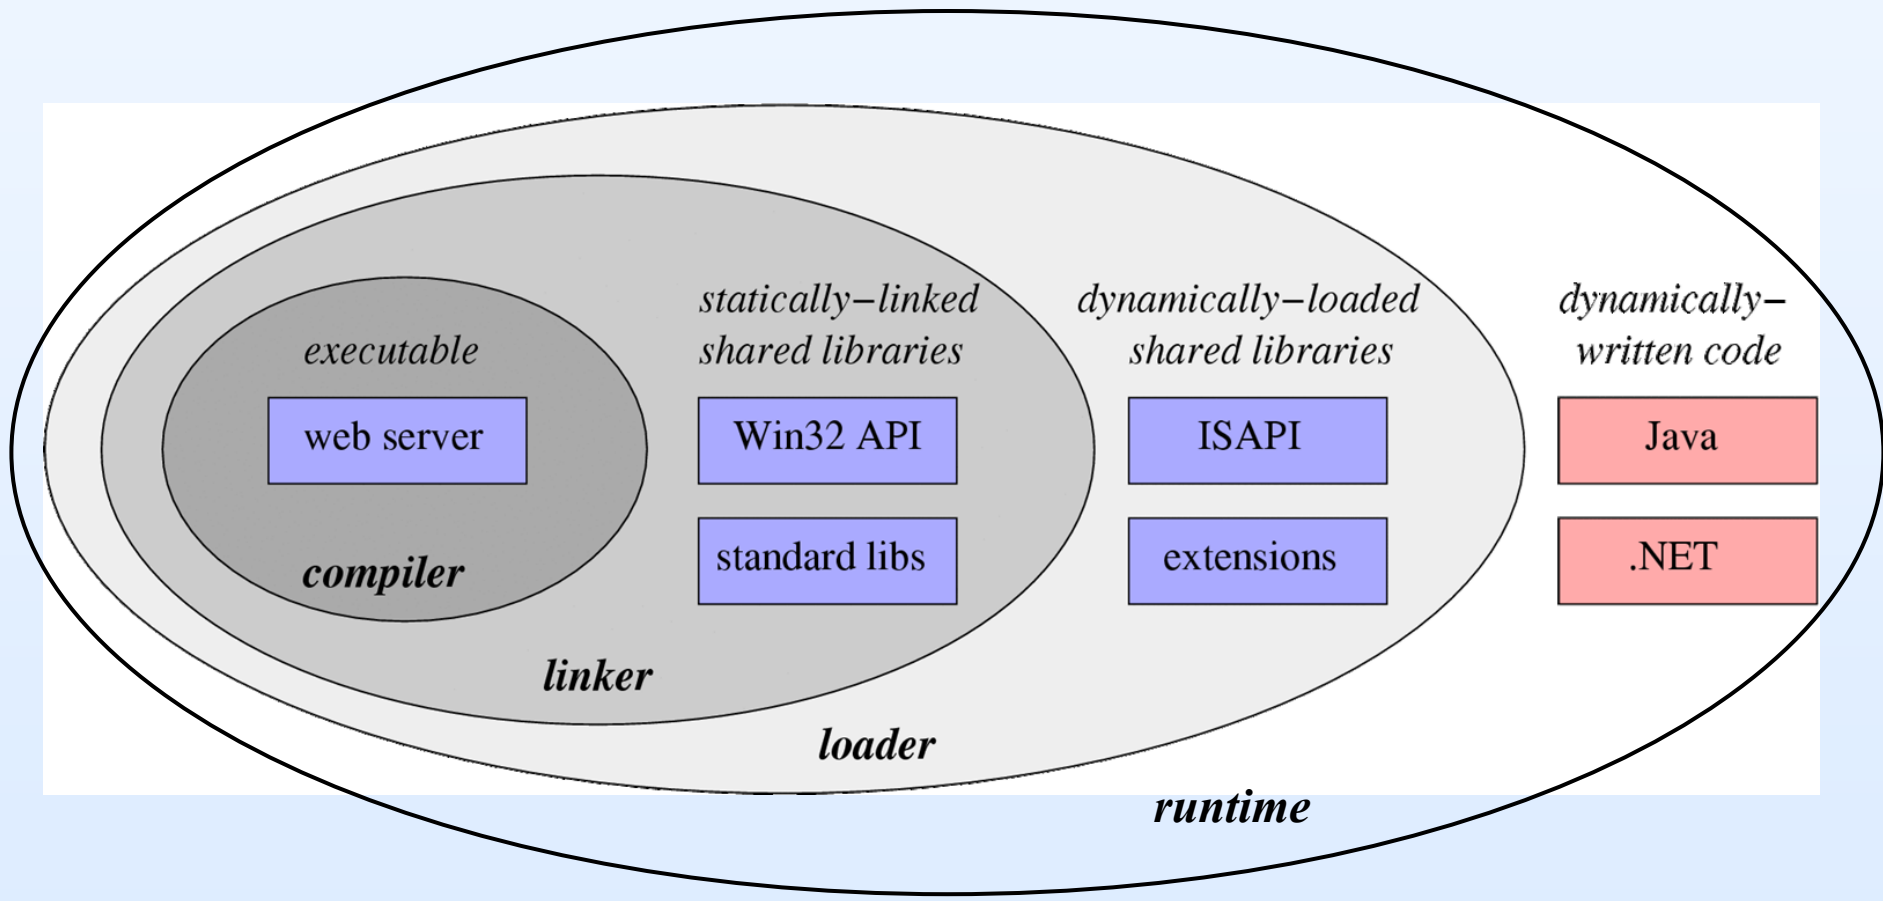 executable
web server
compiler
statically–linked
shared libraries
Win32 API
standard libs
linker
dynamically–loaded
shared libraries
ISAPI
extensions
loader
dynamically–
written code
Java
.NET
runtime